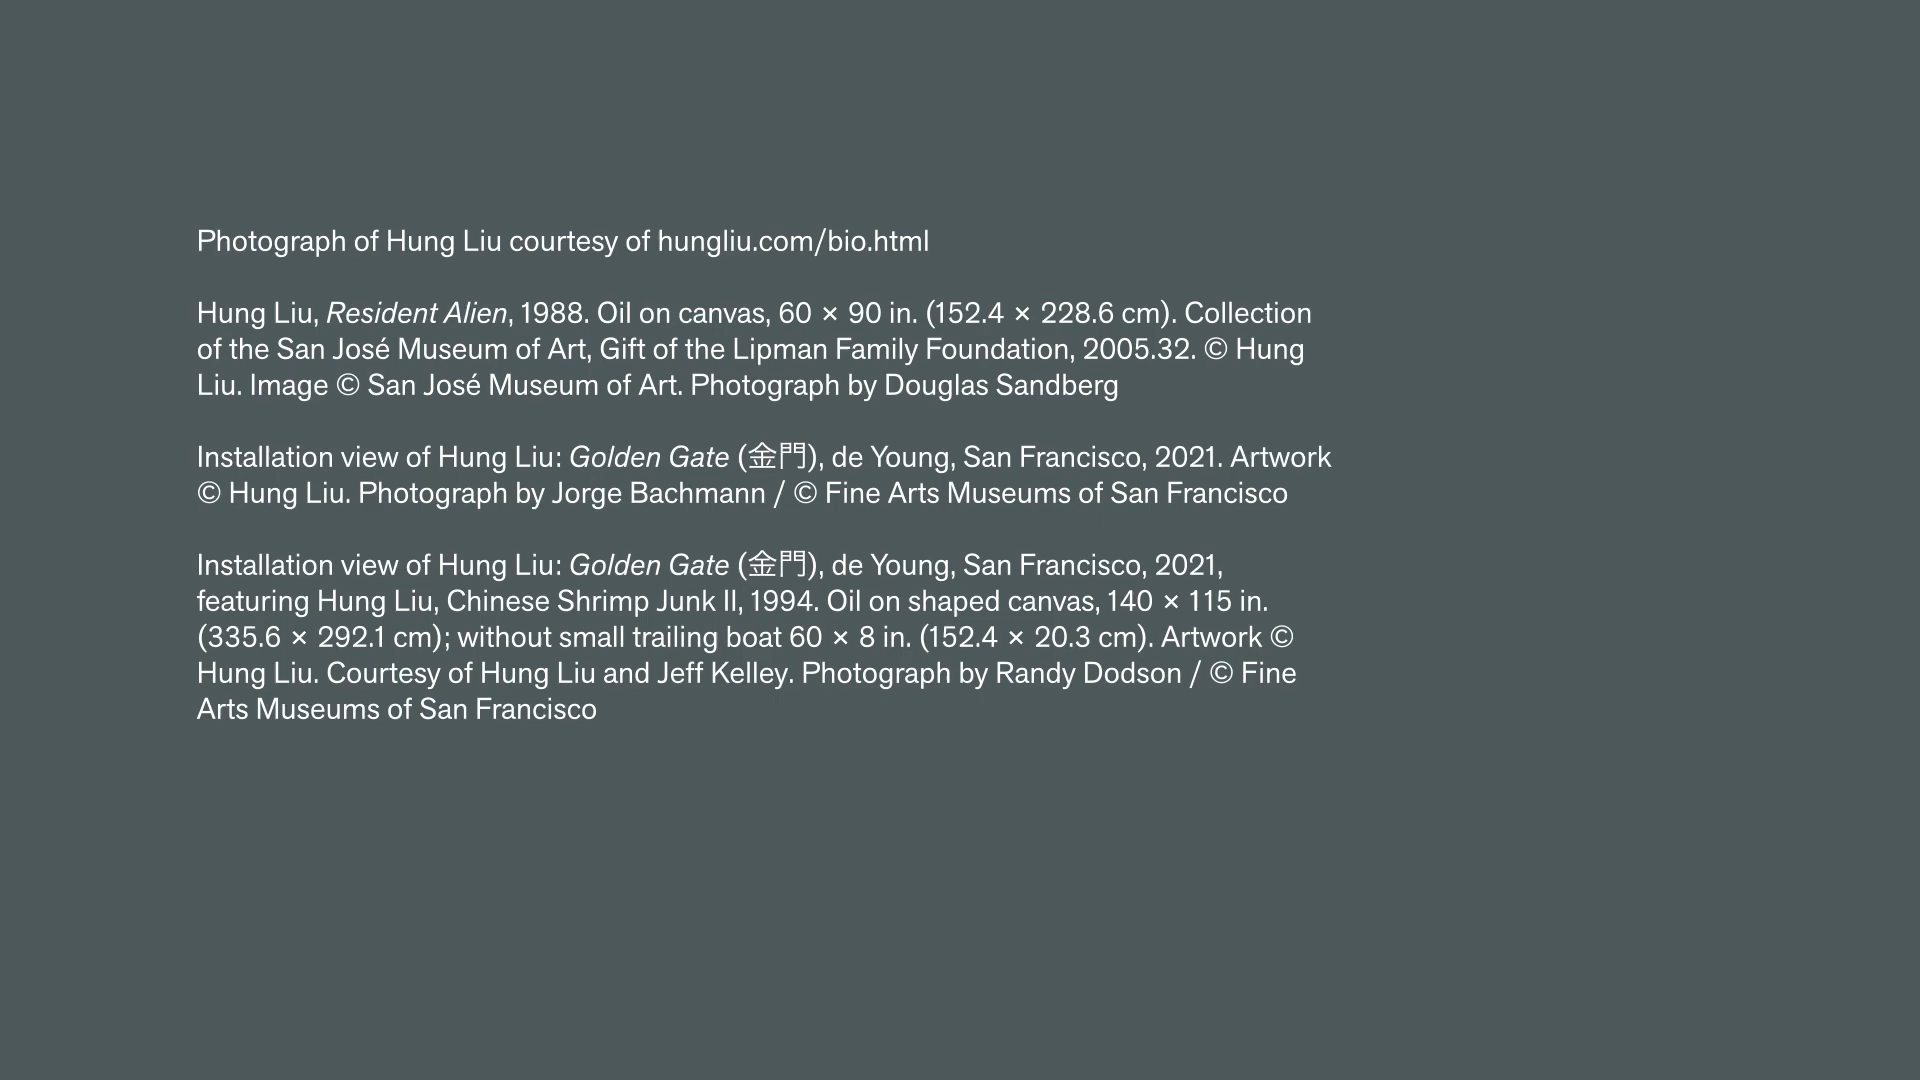 Photograph of Hung Liu courtesy of hungliu.com/bio.html
Hung Liu, Resident Alien, 1988. Oil on canvas, 60 × 90 in. (152.4 × 228.6 cm). Collection
of the San José Museum of Art, Gift of the Lipman Family Foundation, 2005.32. © Hung
Liu. Image © San José Museum of Art. Photograph by Douglas Sandberg
Installation view of Hung Liu: Golden Gate (金門), de Young, San Francisco, 2021. Artwork
© Hung Liu. Photograph by Jorge Bachmann / © Fine Arts Museums of San Francisco
Installation view of Hung Liu: Golden Gate (金門), de Young, San Francisco, 2021,
featuring Hung Liu, Chinese Shrimp Junk II, 1994. Oil on shaped canvas, 140 × 115 in.
(335.6 × 292.1 cm); without small trailing boat 60 × 8 in. (152.4 × 20.3 cm). Artwork ©
Hung Liu. Courtesy of Hung Liu and Jeff Kelley. Photograph by Randy Dodson / © Fine
Arts Museums of San Francisco